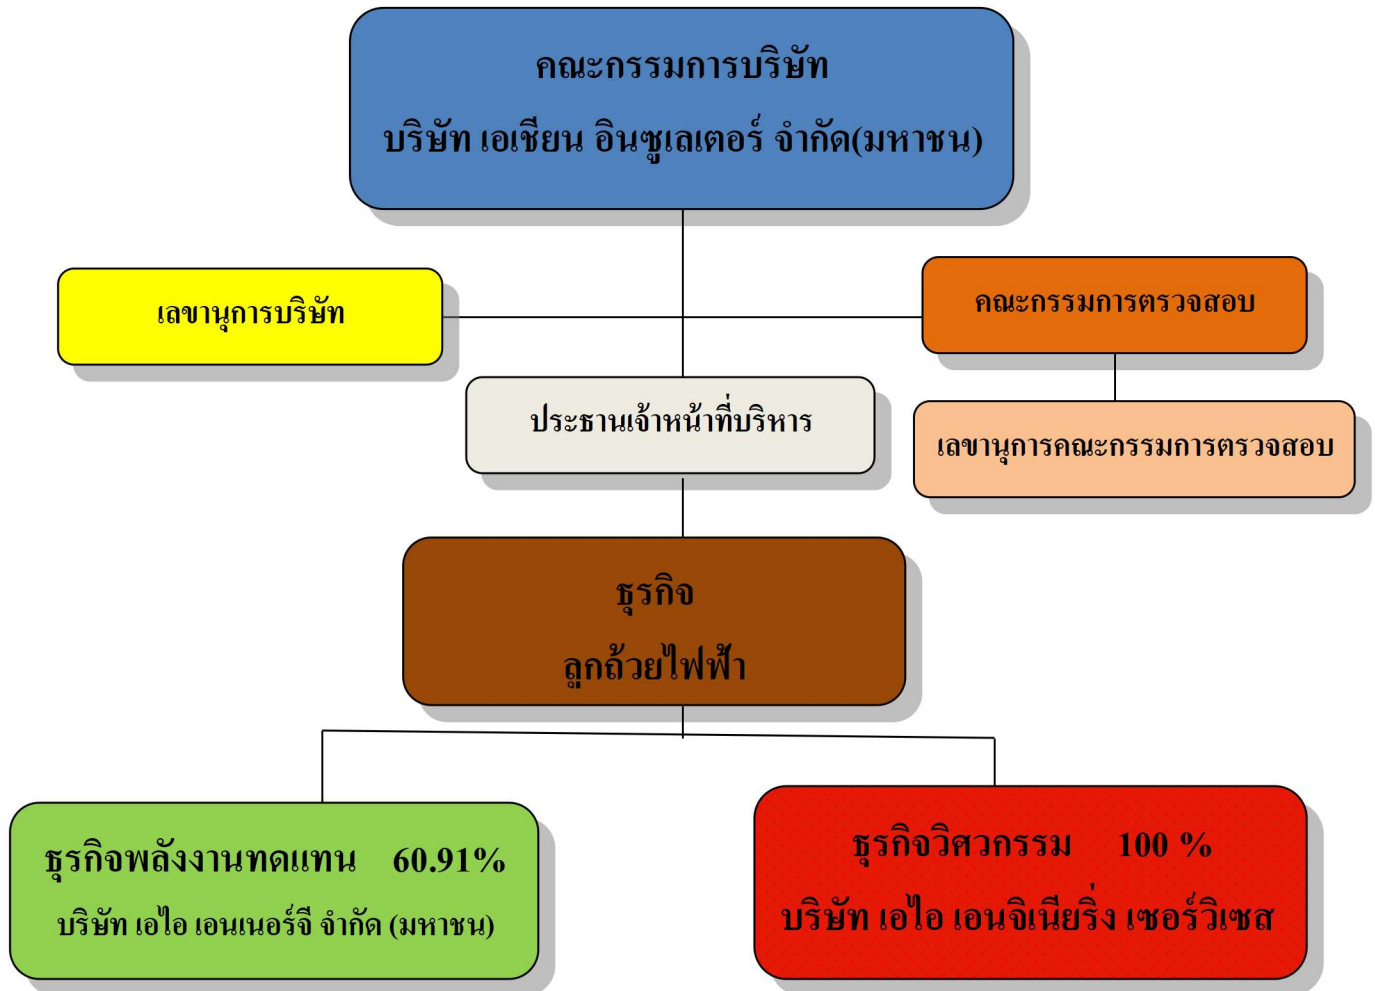 คณะกรรมการบริษัท
บริษัท เอเชียน อินซูเลเตอร์ จำกัด(มหาชน)
เลขานุการบริษัท
คณะกรรมการตรวจสอบ
ประธานเจ้าหน้าที่บริหาร
เลขานุการคณะกรรมการตรวจสอบ
ธุรกิจ
ลูกถ้วยไฟฟ้า
ธุรกิจพลังงานทดแทน 60.91%
บริษัท เอไอ เอนเนอร์จี จำกัด (มหาชน)
ธุรกิจวิศวกรรม 100 %
บริษัท เอไอ เอนจิเนียริ่ง เซอร์วิเซส